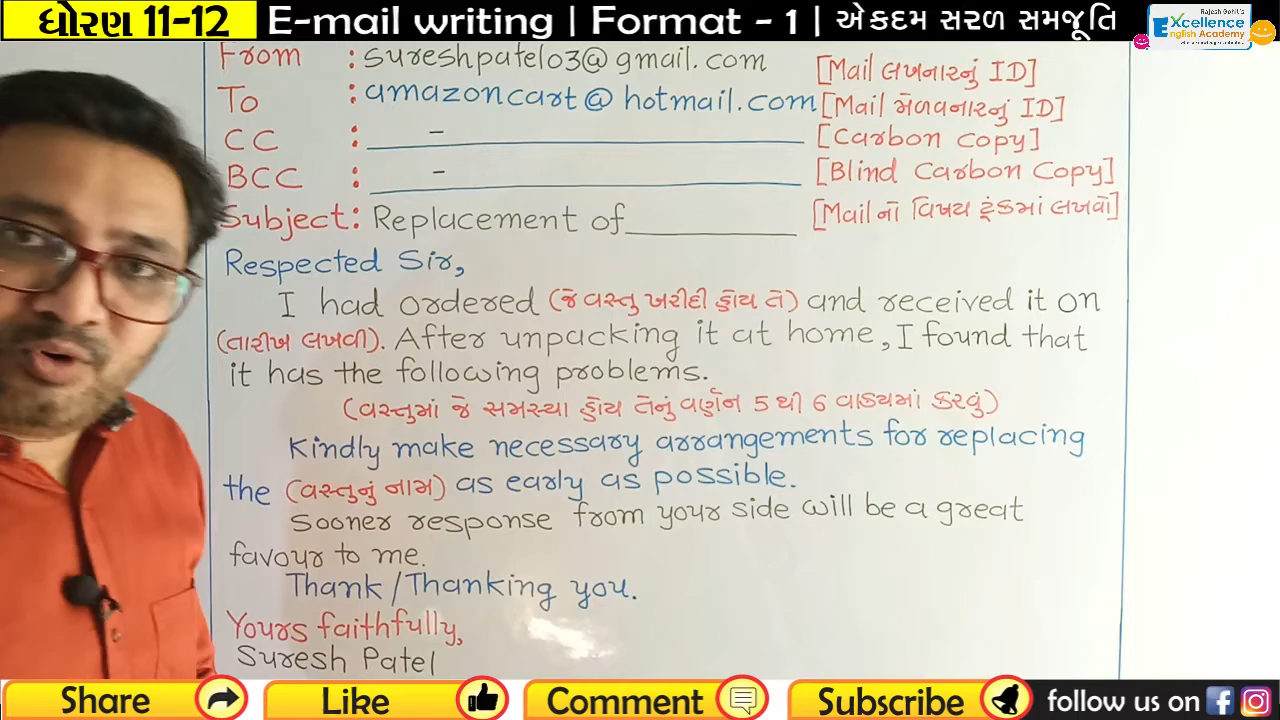 ધોરણ 11-12 E-mail writing | Format - 1 | એકદમ સરળ સમજૂતિ
Rajesh Gohil's
Excellence
English Academy
From : sureshpatel03@gmail.com [Mail લખનારનું ID]
To : amazoncart@hotmail.com [Mail મેળવનારનું ID]
CC : - [Carbon Copy]
BCC : - [Blind Carbon Copy]
Subject: Replacement of________ [Mail નો વિષય ટૂંકમાં લખવો]
Respected Sir,
I had ordered (જે વસ્તુ ખરીદી હોય તે) and received it on
(તારીખ લખવી). After unpacking it at home, I found that
it has the following problems.
(વસ્તુમાં જે સમસ્યા હોય તેનું વર્ણન 5 થી 6 વાક્યમાં કરવું)
Kindly make necessary arrangements for replacing
the (વસ્તુનું નામ) as early as possible.
Sooner response from your side will be a great
favour to me.
Thank/Thanking you.
Yours faithfully,
Suresh Patel
Share Like Comment Subscribe follow us on